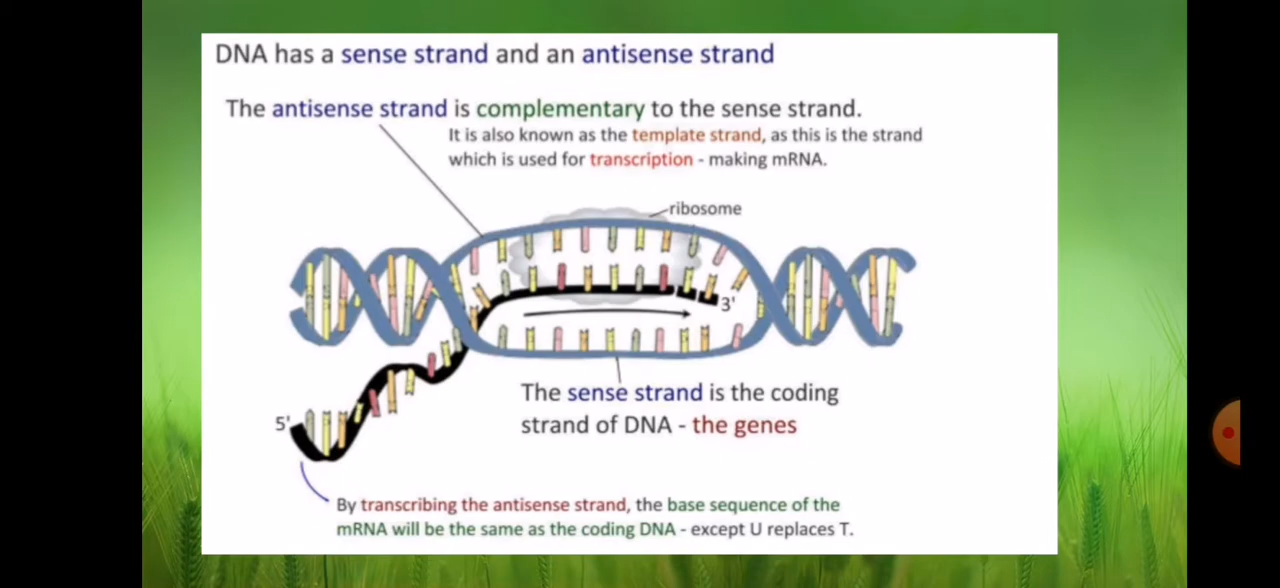 DNA has a sense strand and an antisense strand
The antisense strand is complementary to the sense strand.
It is also known as the template strand, as this is the strand
which is used for transcription - making mRNA.
ribosome
3'
The sense strand is the coding
strand of DNA - the genes
5'
By transcribing the antisense strand, the base sequence of the
mRNA will be the same as the coding DNA - except U replaces T.